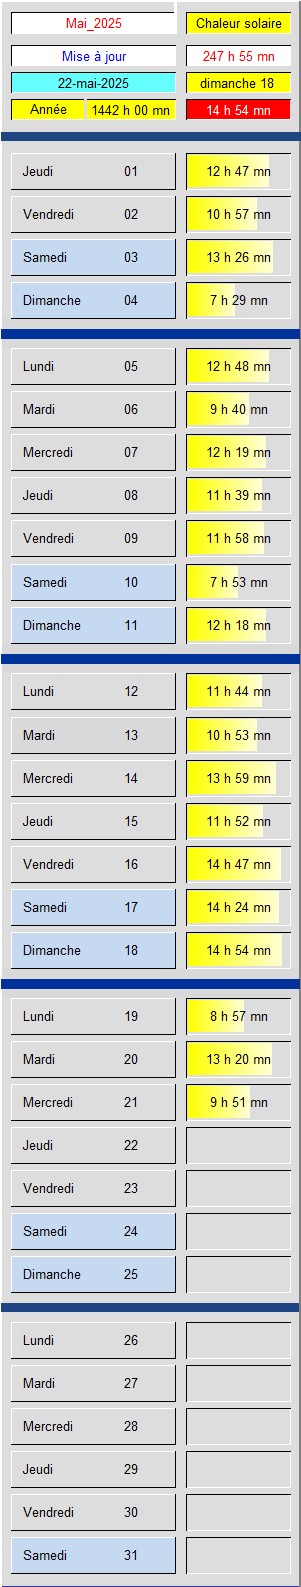 Mai_2025 Chaleur solaire
Mise à jour 247 h 55 mn
22-mai-2025 dimanche 18
Année 1442 h 00 mn 14 h 54 mn
Jeudi 01 12 h 47 mn
Vendredi 02 10 h 57 mn
Samedi 03 13 h 26 mn
Dimanche 04 7 h 29 mn
Lundi 05 12 h 48 mn
Mardi 06 9 h 40 mn
Mercredi 07 12 h 19 mn
Jeudi 08 11 h 39 mn
Vendredi 09 11 h 58 mn
Samedi 10 7 h 53 mn
Dimanche 11 12 h 18 mn
Lundi 12 11 h 44 mn
Mardi 13 10 h 53 mn
Mercredi 14 13 h 59 mn
Jeudi 15 11 h 52 mn
Vendredi 16 14 h 47 mn
Samedi 17 14 h 24 mn
Dimanche 18 14 h 54 mn
Lundi 19 8 h 57 mn
Mardi 20 13 h 20 mn
Mercredi 21 9 h 51 mn
Jeudi 22
Vendredi 23
Samedi 24
Dimanche 25
Lundi 26
Mardi 27
Mercredi 28
Jeudi 29
Vendredi 30
Samedi 31